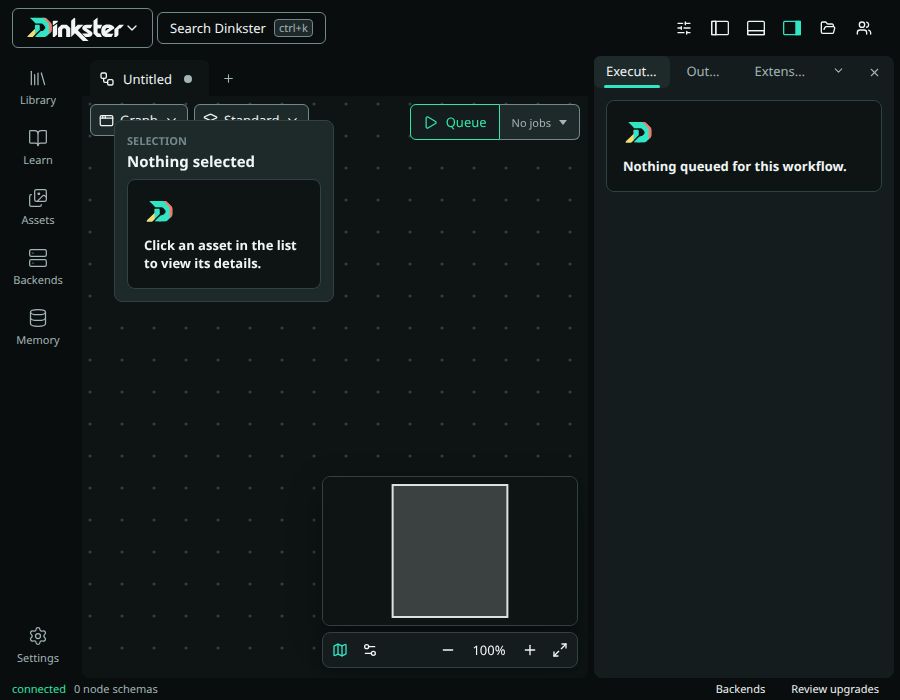 Dinkster
Search Dinkster ctrl+k
Library
Learn
Assets
Backends
Memory
Settings
Untitled
Graph
Standard
Queue
No jobs
SELECTION
Nothing selected
Click an asset in the list
to view its details.
100%
Execut...
Out...
Extens...
Nothing queued for this workflow.
connected 0 node schemas
Backends
Review upgrades